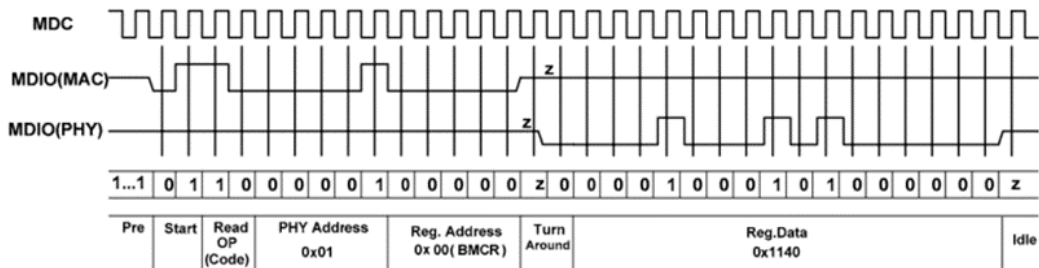 MDC
MDIO(MAC)
z
MDIO(PHY)
z
1...1 0 1 1 0 0 0 0 0 1 0 0 0 0 0 z 0 0 0 0 1 0 0 0 1 0 1 0 0 0 0 0 0 z
Pre
Start
Read
OP
(Code)
PHY Address
0x01
Reg. Address
0x 00( BMCR)
Turn
Around
Reg.Data
0x1140
Idle